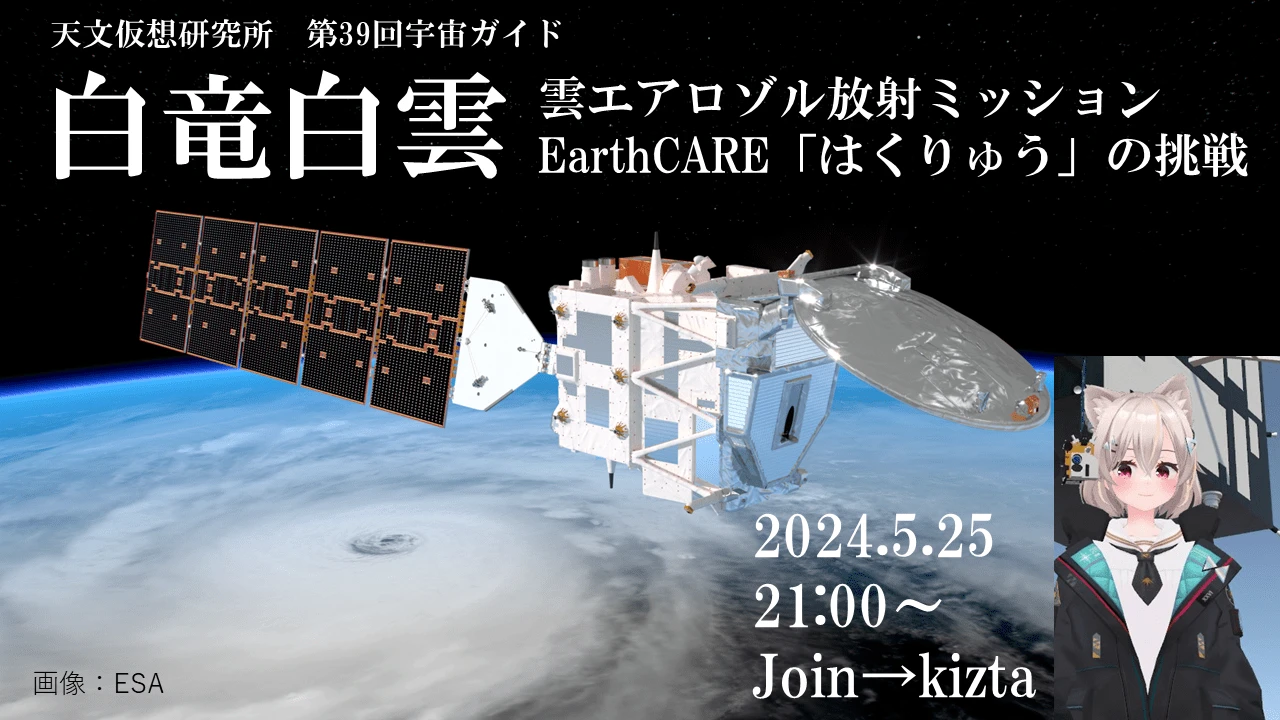 天文仮想研究所　第39回宇宙ガイド
白竜白雲
雲エアロゾル放射ミッション
EarthCARE「はくりゅう」の挑戦
2024.5.25
21:00～
Join→kizta
画像：ESA